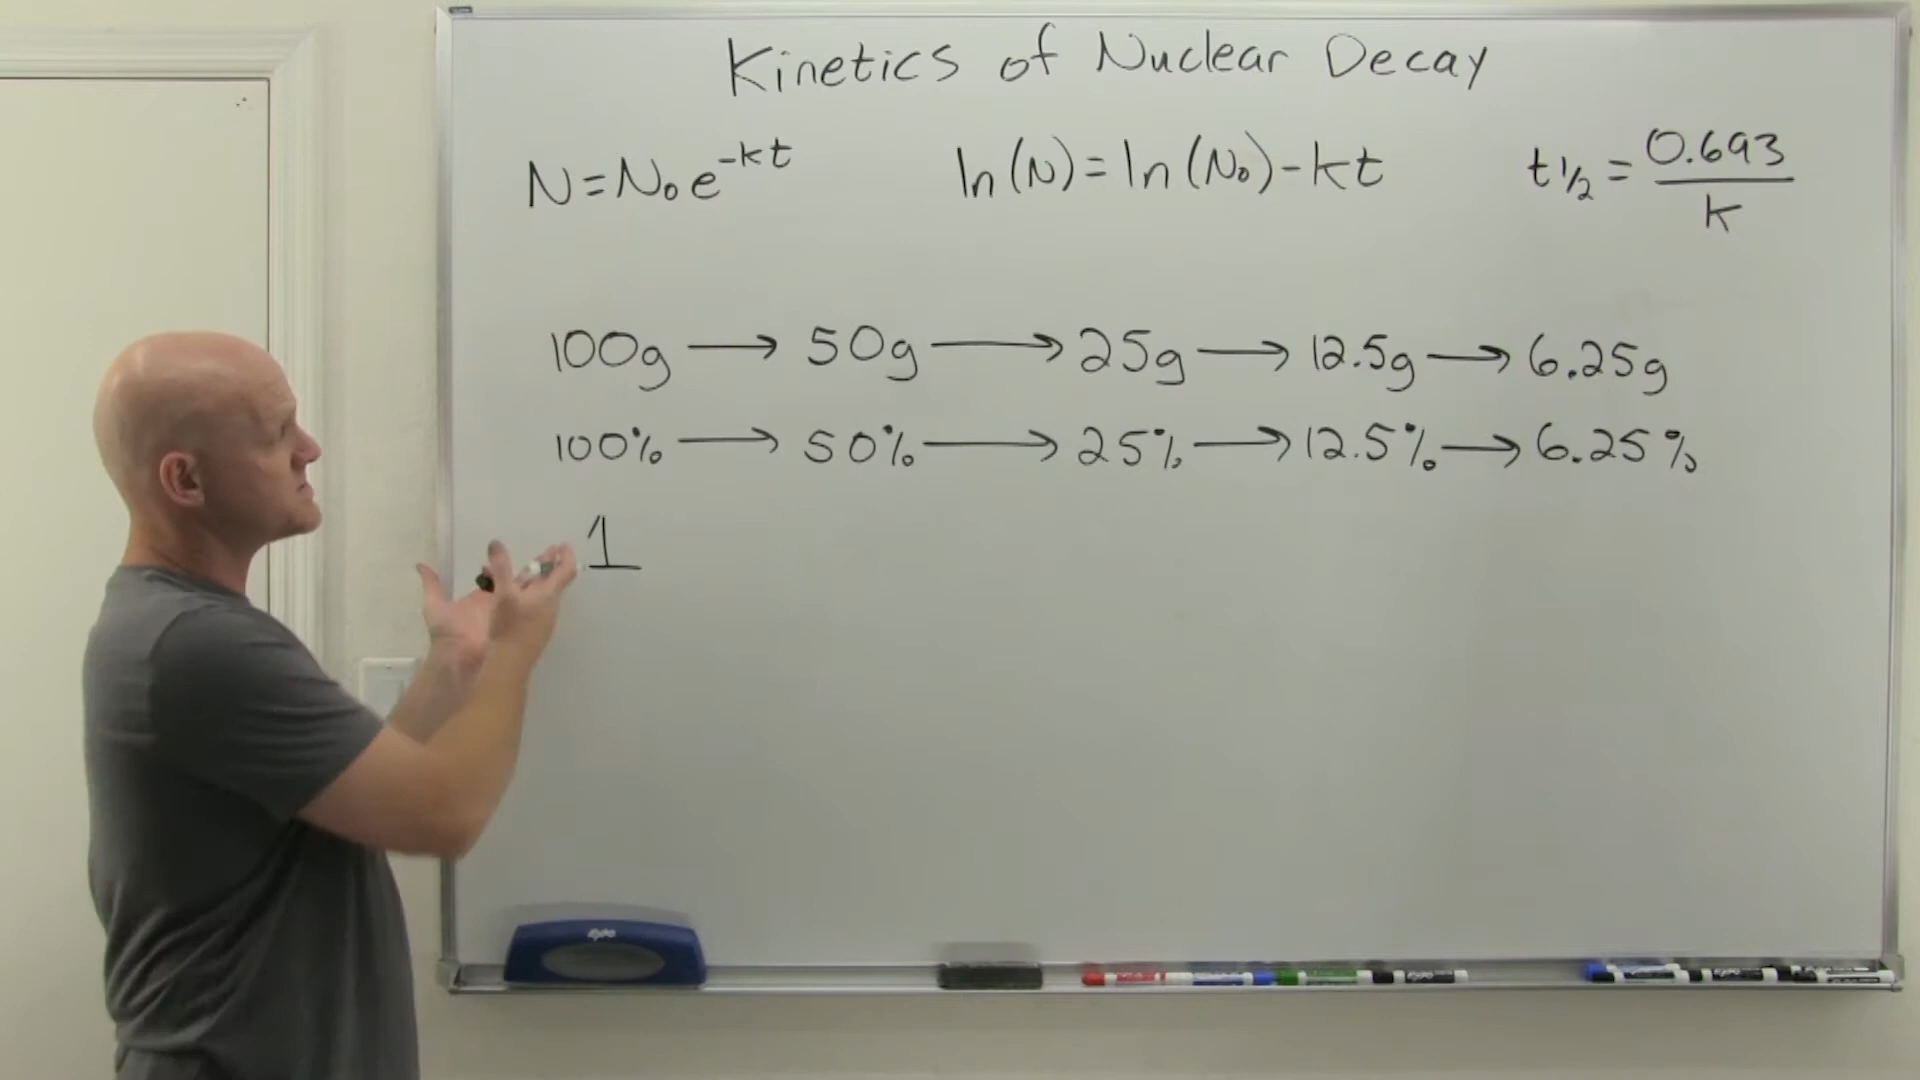 Kinetics of Nuclear Decay
N=N₀e^-kt
ln(N)=ln(N₀)-kt
t1/2 = 0.693/k
100g → 50g → 25g → 12.5g → 6.25g
100% → 50% → 25% → 12.5% → 6.25%
1
expo